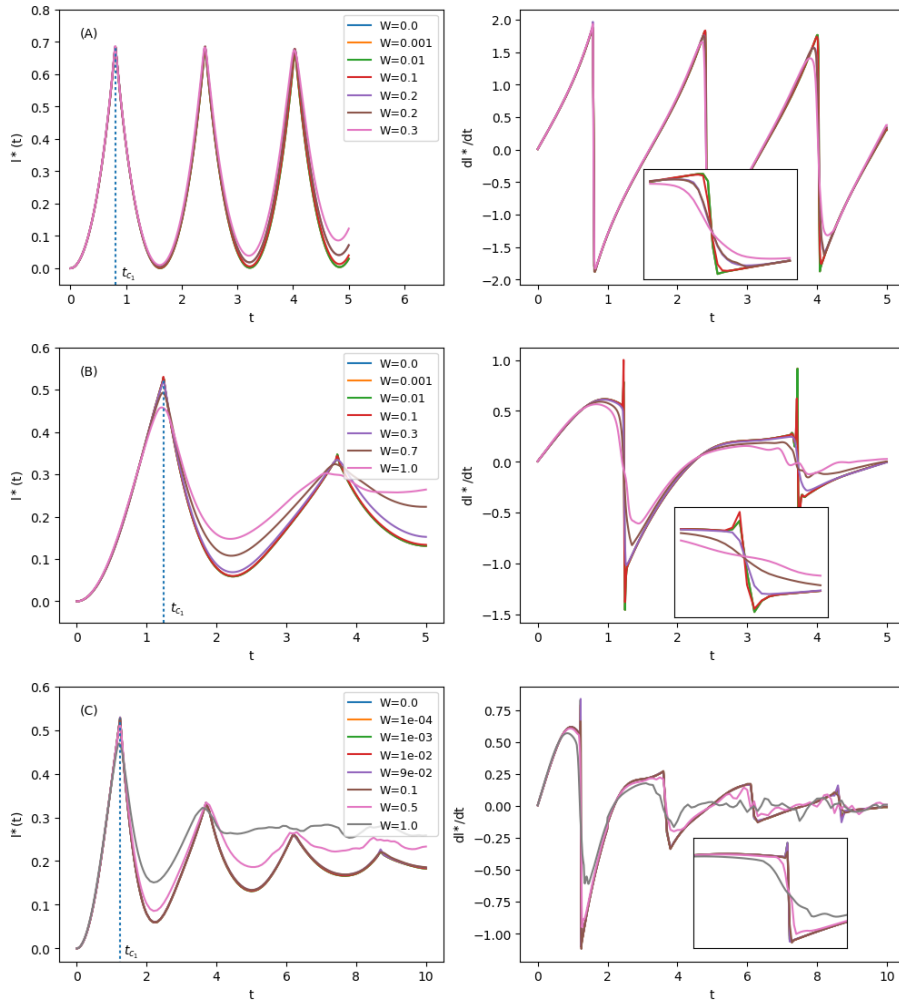 (A)
W=0.0
W=0.001
W=0.01
W=0.1
W=0.2
W=0.2
W=0.3
0.8
0.7
0.6
0.5
0.4
0.3
0.2
0.1
0.0
I*(t)
t_{c_1}
0 1 2 3 4 5 6
t
2.0
1.5
1.0
0.5
0.0
−0.5
−1.0
−1.5
−2.0
dI*/dt
0 1 2 3 4 5
t
(B)
W=0.0
W=0.001
W=0.01
W=0.1
W=0.3
W=0.7
W=1.0
0.6
0.5
0.4
0.3
0.2
0.1
0.0
I*(t)
t_{c_1}
0 1 2 3 4 5
t
1.0
0.5
0.0
−0.5
−1.0
−1.5
dI*/dt
0 1 2 3 4 5
t
(C)
W=0.0
W=1e-04
W=1e-03
W=1e-02
W=9e-02
W=0.1
W=0.5
W=1.0
0.6
0.5
0.4
0.3
0.2
0.1
0.0
I*(t)
t_{c_1}
0 2 4 6 8 10
t
0.75
0.50
0.25
0.00
−0.25
−0.50
−0.75
−1.00
dI*/dt
0 2 4 6 8 10
t